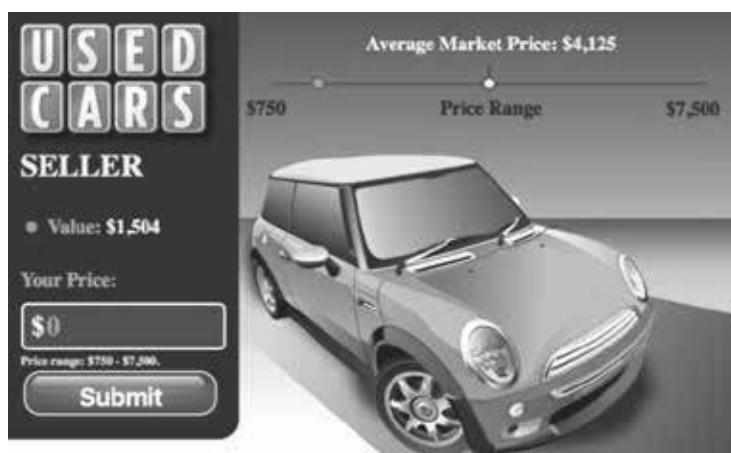 USED
CARS
SELLER
Value: $1,504
Your Price:
$0
Price range: $750 - $7,500.
Submit
Average Market Price: $4,125
$750 Price Range $7,500